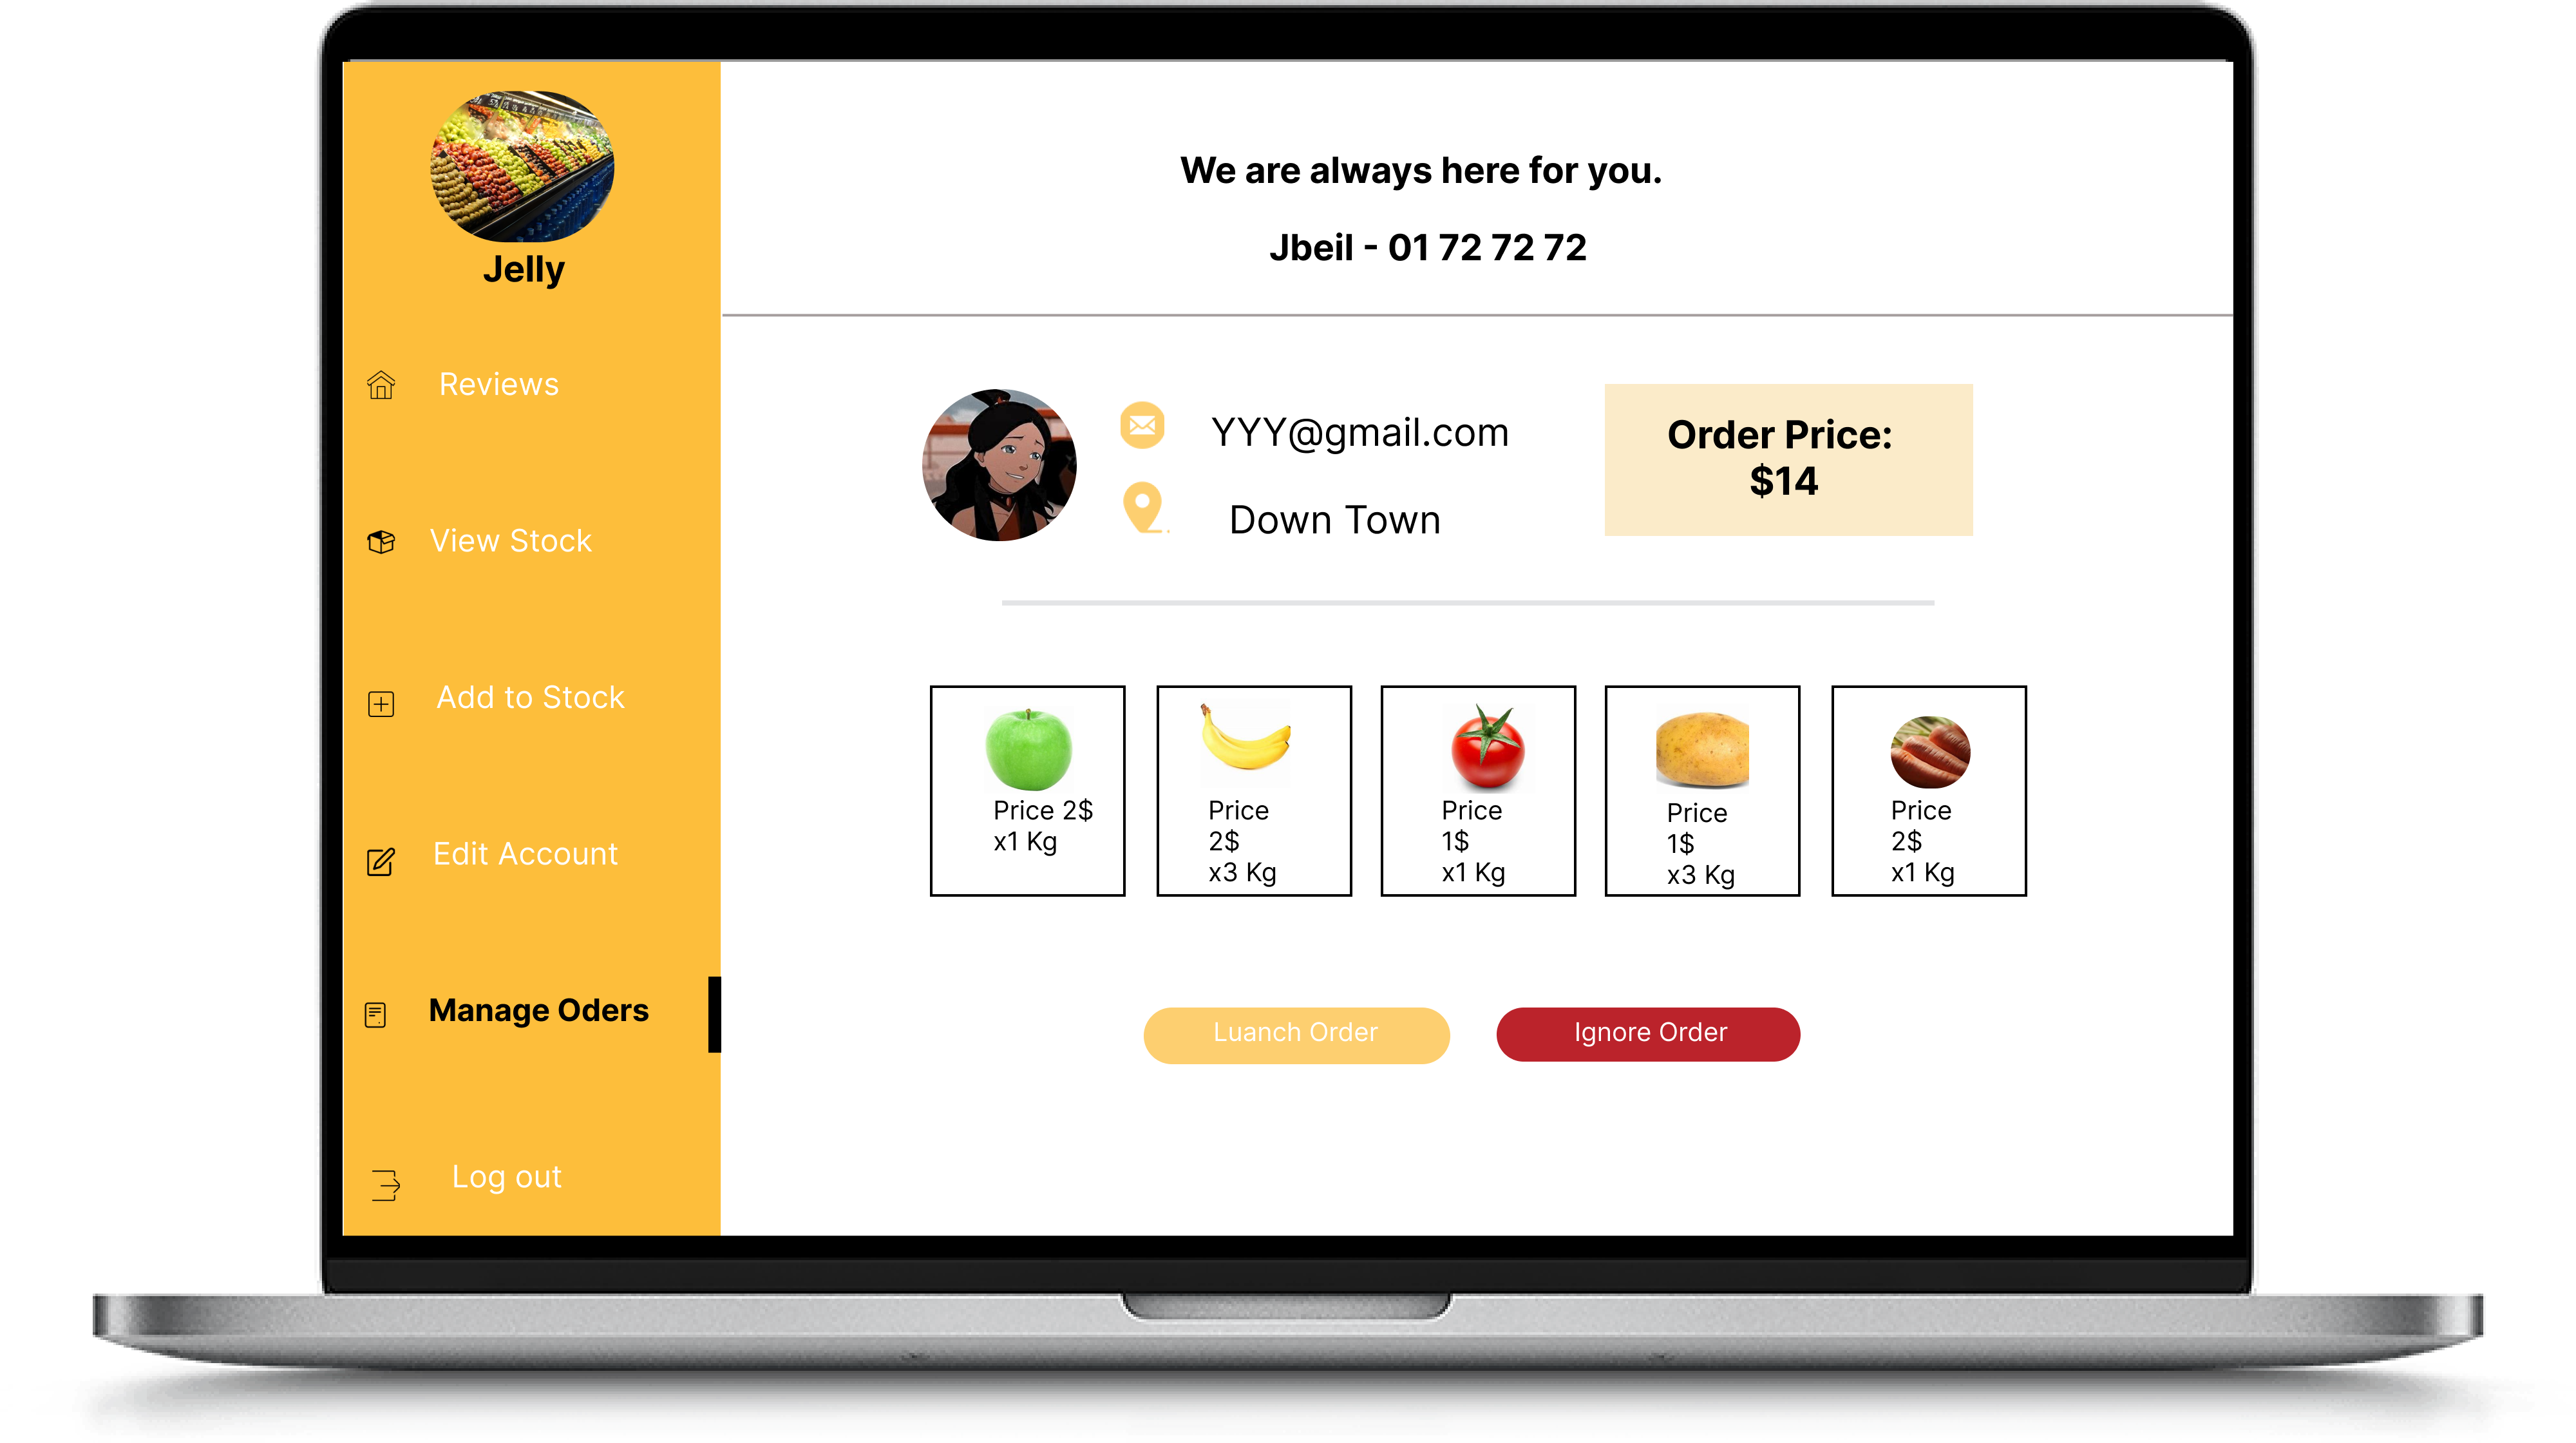 Jelly
Reviews
View Stock
Add to Stock
Edit Account
Manage Oders
Log out
We are always here for you.
Jbeil - 01 72 72 72
YYY@gmail.com
Down Town
Order Price:
$14
Price 2$
x1 Kg
Price
2$
x3 Kg
Price
1$
x1 Kg
Price
1$
x3 Kg
Price
2$
x1 Kg
Luanch Order
Ignore Order